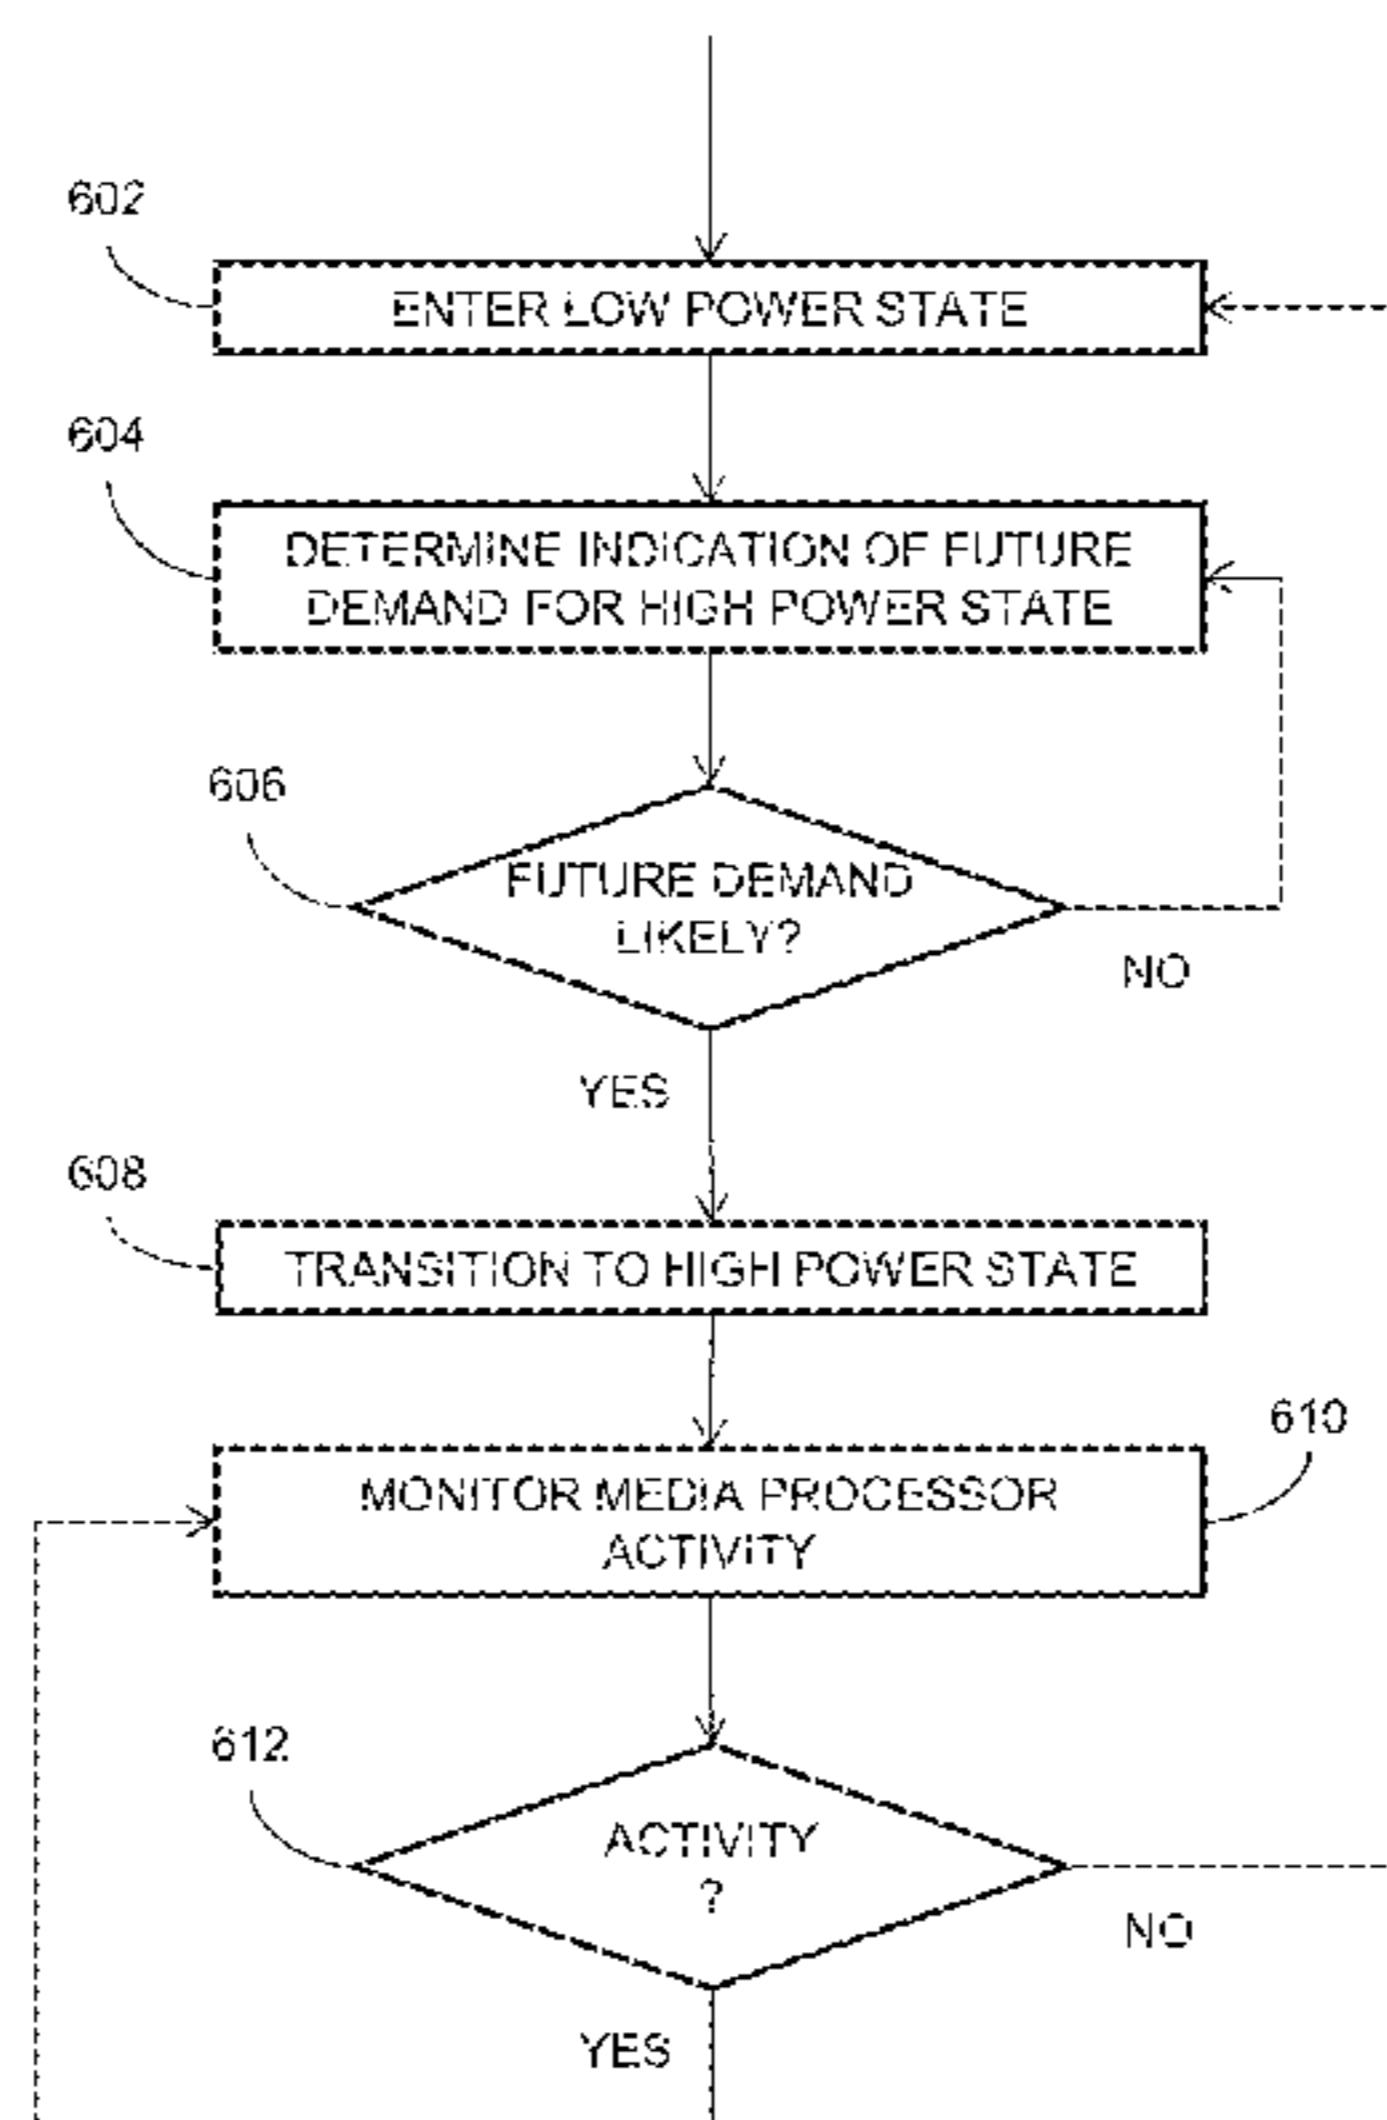 602
ENTER LOW POWER STATE
604
DETERMINE INDICATION OF FUTURE
DEMAND FOR HIGH POWER STATE
606
FUTURE DEMAND
LIKELY?
NO
YES
608
TRANSITION TO HIGH POWER STATE
610
MONITOR MEDIA PROCESSOR
ACTIVITY
612
ACTIVITY
?
NO
YES